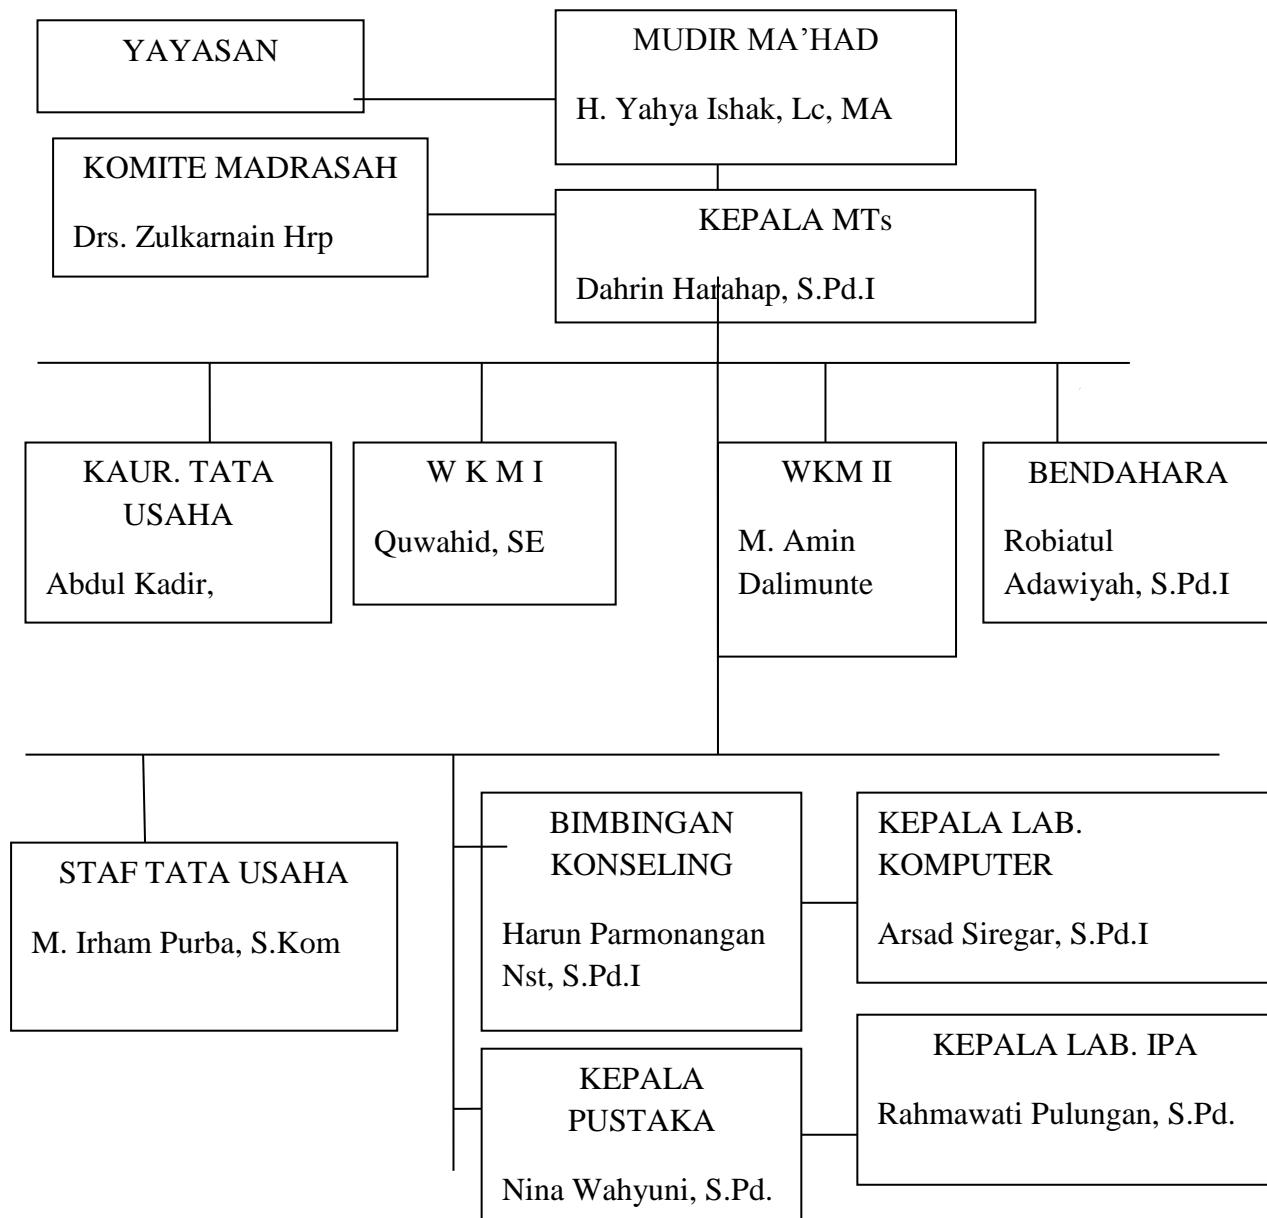 YAYASAN
MUDIR MA’HAD
H. Yahya Ishak, Lc, MA
KOMITE MADRASAH
Drs. Zulkarnain Hrp
KEPALA MTs
Dahrin Harahap, S.Pd.I
KAUR. TATA
USAHA
Abdul Kadir,
W K M I
Quwahid, SE
WKM II
M. Amin
Dalimunte
BENDAHARA
Robiatul
Adawiyah, S.Pd.I
STAF TATA USAHA
M. Irham Purba, S.Kom
BIMBINGAN
KONSELING
Harun Parmonangan
Nst, S.Pd.I
KEPALA LAB.
KOMPUTER
Arsad Siregar, S.Pd.I
KEPALA
PUSTAKA
Nina Wahyuni, S.Pd.
KEPALA LAB. IPA
Rahmawati Pulungan, S.Pd.